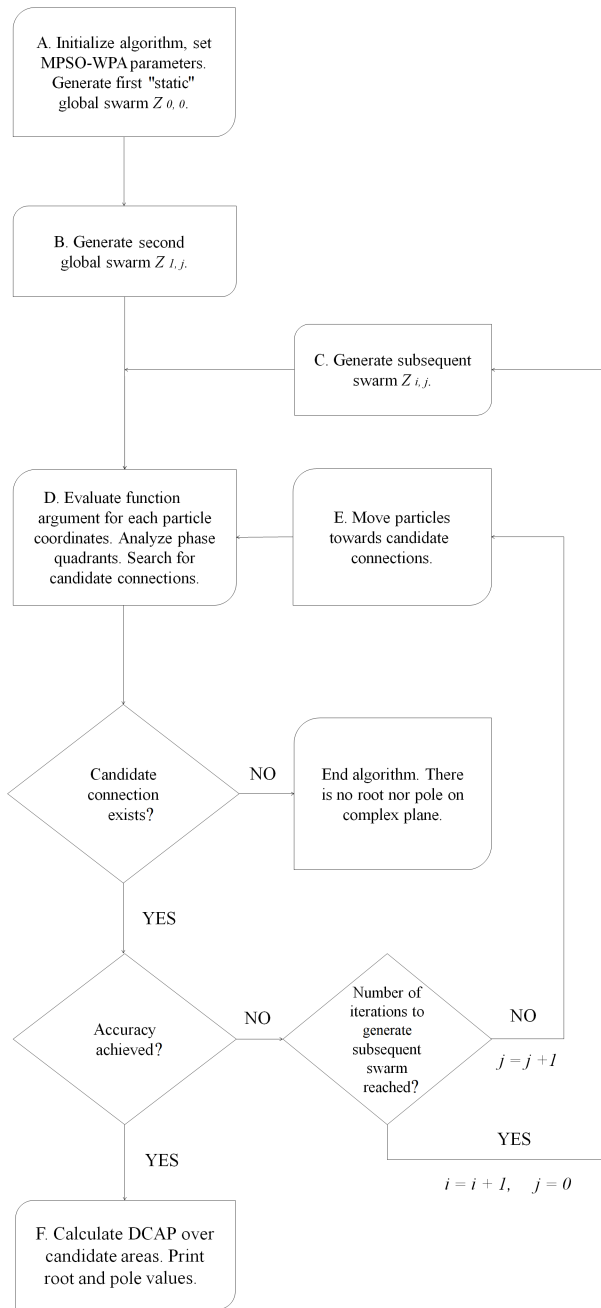 A. Initialize algorithm, set
MPSO-WPA parameters.
Generate first "static"
global swarm Z 0, 0.
B. Generate second
global swarm Z 1, j.
C. Generate subsequent
swarm Z i, j.
D. Evaluate function
argument for each particle
coordinates. Analyze phase
quadrants. Search for
candidate connections.
E. Move particles
towards candidate
connections.
Candidate
connection
exists?
NO
End algorithm. There
is no root nor pole on
complex plane.
YES
Accuracy
achieved?
NO
Number of
iterations to
generate
subsequent
swarm
reached?
NO
j = j +1
YES
i = i + 1, j = 0
YES
F. Calculate DCAP over
candidate areas. Print
root and pole values.